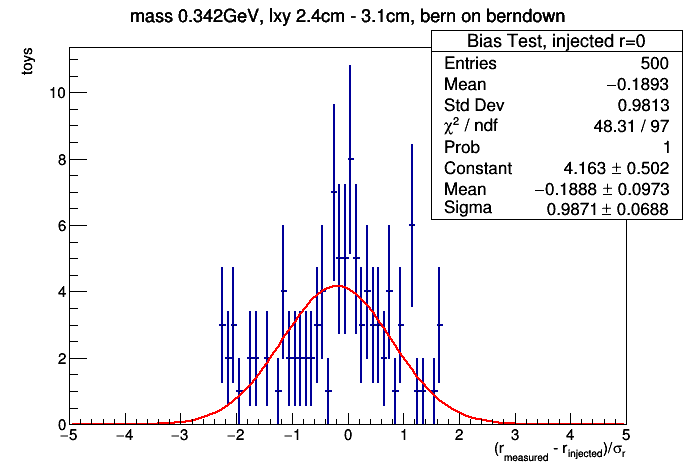 mass 0.342GeV, lxy 2.4cm - 3.1cm, bern on berndown
Bias Test, injected r=0
Entries 500
Mean −0.1893
Std Dev 0.9813
χ² / ndf 48.31 / 97
Prob 1
Constant 4.163 ± 0.502
Mean −0.1888 ± 0.0973
Sigma 0.9871 ± 0.0688
toys
10
8
6
4
2
0
−5 −4 −3 −2 −1 0 1 2 3 4 5
(r_measured - r_injected)/σ_r